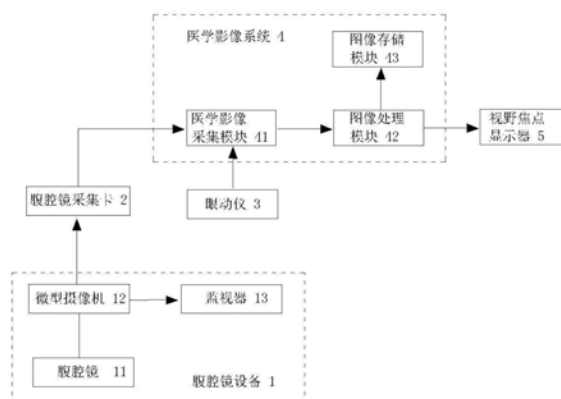 医学影像系统 4
图像存储
模块 43
医学影像
采集模块 41
图像处理
模块 42
视野焦点
显示器 5
腹腔镜采集卡 2
眼动仪 3
微型摄像机 12
监视器 13
腹腔镜 11
腹腔镜设备 1